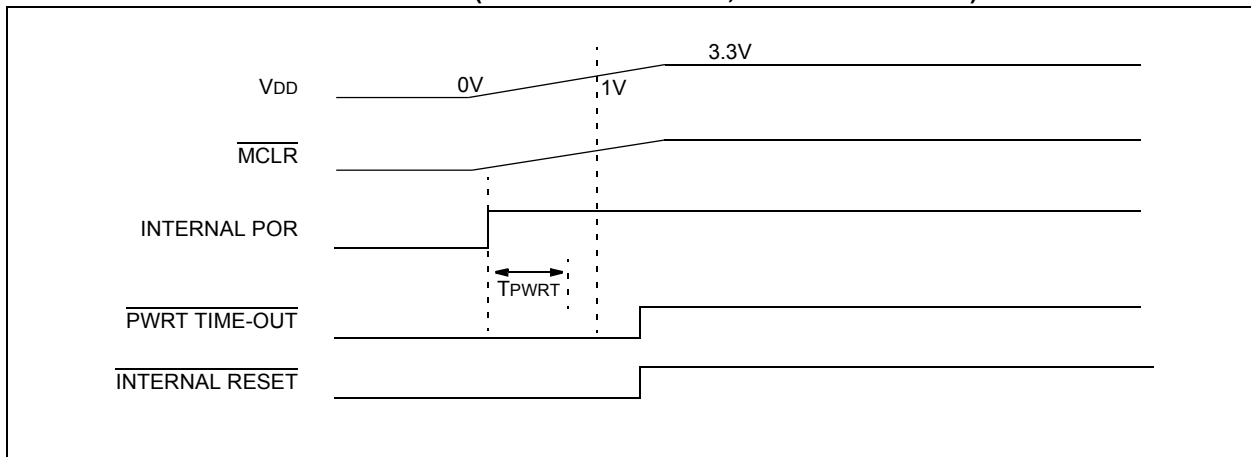 3.3V
VDD 0V 1V
MCLR
INTERNAL POR
TPWRT
PWRT TIME-OUT
INTERNAL RESET